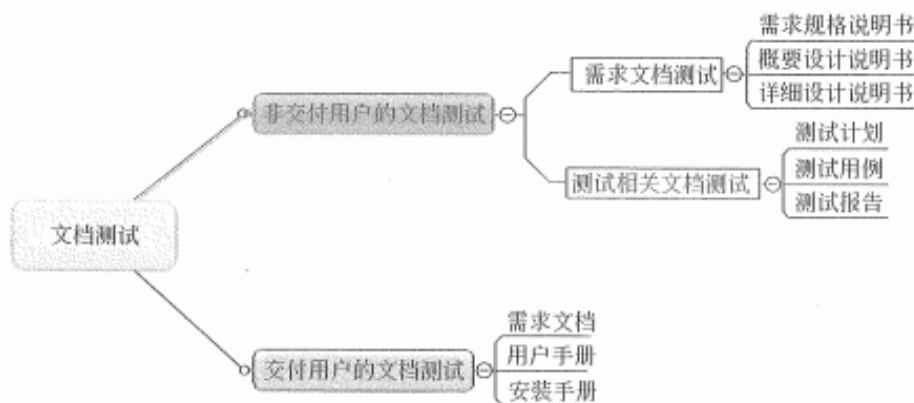 文档测试
非交付用户的文档测试
需求文档测试
需求规格说明书
概要设计说明书
详细设计说明书
测试相关文档测试
测试计划
测试用例
测试报告
交付用户的文档测试
需求文档
用户手册
安装手册